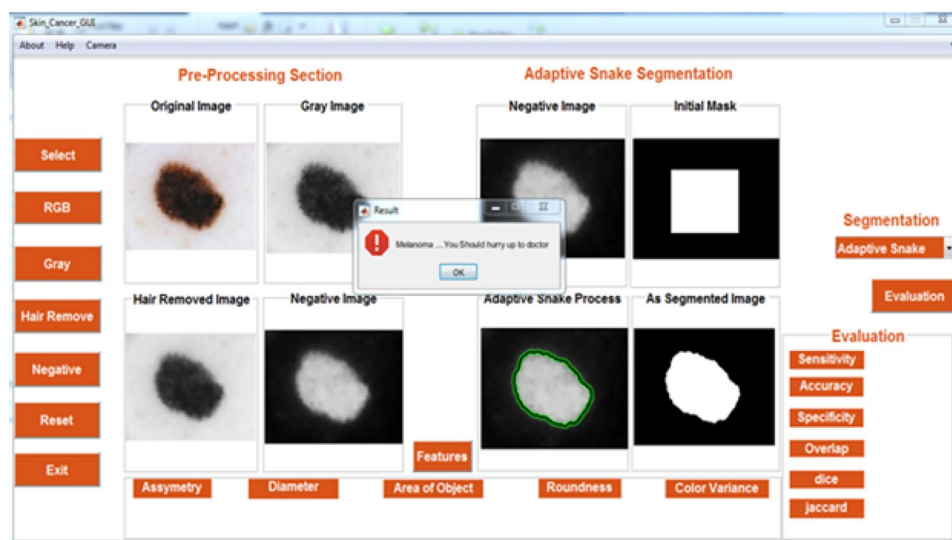 Skin_Cancer_GUI
About Help Camera
Pre-Processing Section
Adaptive Snake Segmentation
Original Image
Gray Image
Negative Image
Initial Mask
Select
RGB
Gray
Hair Remove
Negative
Reset
Exit
Result
Melanoma ....You Should hurry up to doctor
OK
Segmentation
Adaptive Snake
Evaluation
Hair Removed Image
Negative Image
Adaptive Snake Process
As Segmented Image
Evaluation
Sensitivity
Accuracy
Specificity
Overlap
dice
jaccard
Features
Assymetry
Diameter
Area of Object
Roundness
Color Variance